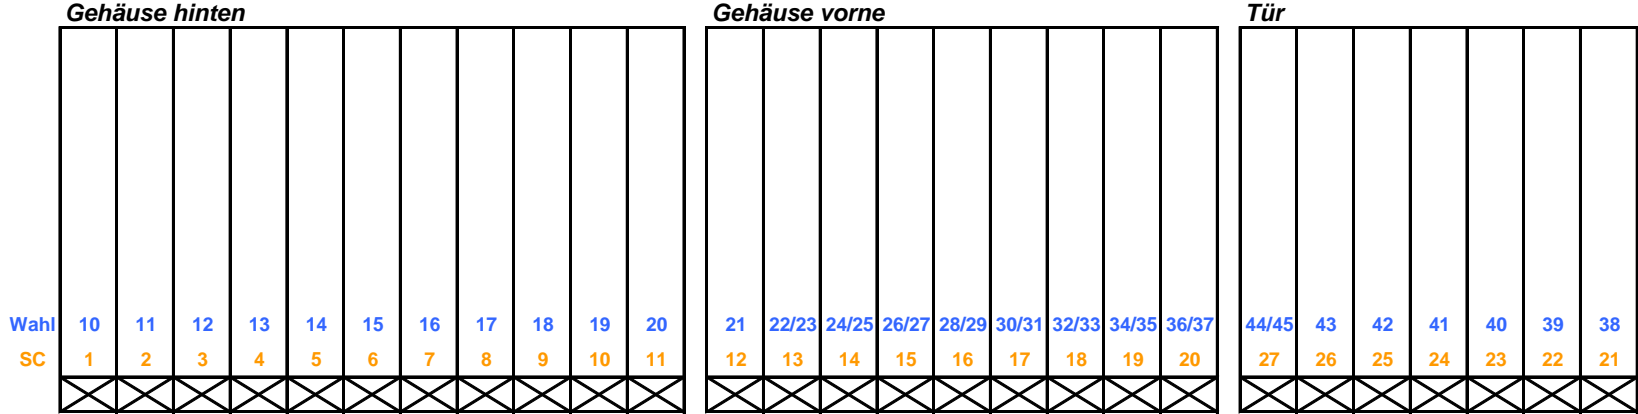 Gehäuse hinten Gehäuse vorne Tür
Wahl 10 11 12 13 14 15 16 17 18 19 20 21 22/23 24/25 26/27 28/29 30/31 32/33 34/35 36/37 44/45 43 42 41 40 39 38
SC 1 2 3 4 5 6 7 8 9 10 11 12 13 14 15 16 17 18 19 20 27 26 25 24 23 22 21